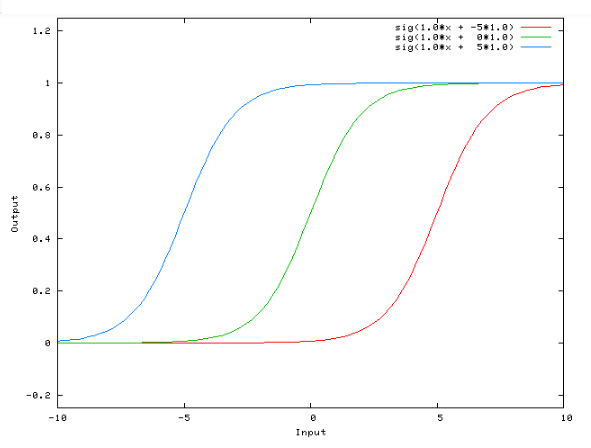 sig(1.0*x + -5*1.0)
sig(1.0*x +  0*1.0)
sig(1.0*x +  5*1.0)
1.2
1
0.8
0.6
0.4
0.2
0
-0.2
Output
-10 -5 0 5 10
Input